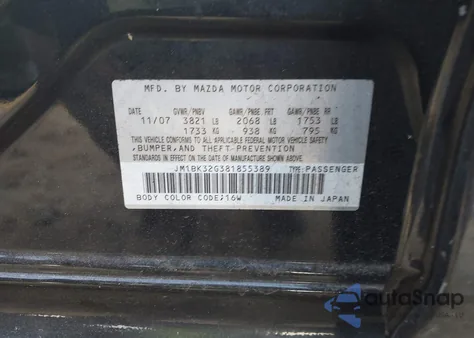 MFD. BY MAZDA MOTOR CORPORATION
DATE GVWR/PNBV GAWR/PNBE FRT GAWR/PNBE RR
11/07 3821 LB 2068 LB 1753 LB
1733 KG 938 KG 795 KG
THIS VEHICLE CONFORMS TO ALL APPLICABLE FEDERAL MOTOR VEHICLE SAFETY
,BUMPER,AND THEFT PREVENTION
STANDARDS IN EFFECT ON THE DATE OF MANUFACTURE SHOWN ABOVE.
JM1BK32G381855389 TYPE:PASSENGER
BODY COLOR CODE;16W MADE IN JAPAN
autoSnap